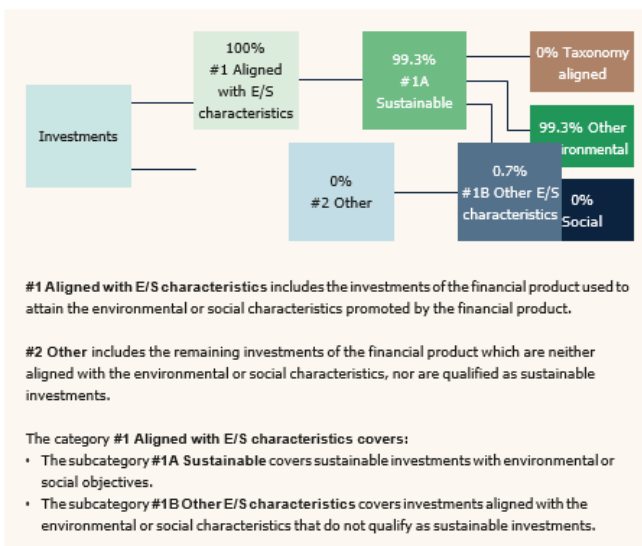 Investments
100%
#1 Aligned
with E/S
characteristics
99.3%
#1A
Sustainable
0% Taxonomy
aligned
99.3% Other
ironmental
0%
#2 Other
0.7%
#1B Other E/S
characteristics
0%
Social
#1 Aligned with E/S characteristics includes the investments of the financial product used to
attain the environmental or social characteristics promoted by the financial product.
#2 Other includes the remaining investments of the financial product which are neither
aligned with the environmental or social characteristics, nor are qualified as sustainable
investments.
The category #1 Aligned with E/S characteristics covers:
• The subcategory #1A Sustainable covers sustainable investments with environmental or
social objectives.
• The subcategory #1B Other E/S characteristics covers investments aligned with the
environmental or social characteristics that do not qualify as sustainable investments.